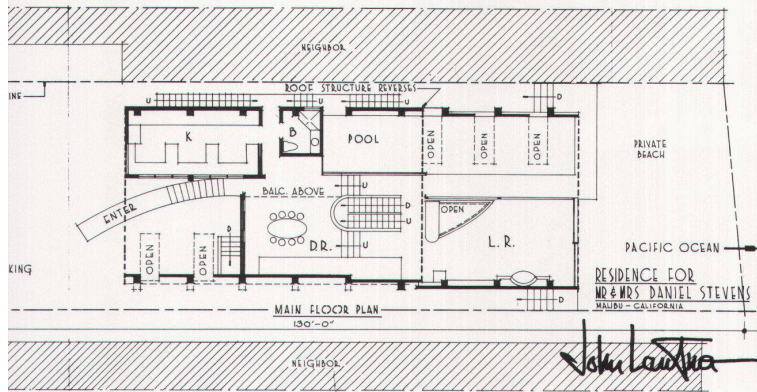 NEIGHBOR
INE
ROOF STRUCTURE REVERSES
U
U
U
D
K
B
POOL
OPEN
OPEN
OPEN
PRIVATE
BEACH
BALC. ABOVE
U
ENTER
OPEN
D
D
U
L. R.
PACIFIC OCEAN
OPEN
OPEN
D.R.
U
KING
RESIDENCE FOR
MR & MRS DANIEL STEVENS
MALIBU - CALIFORNIA
D
MAIN FLOOR PLAN
130'-0"
John Lautner
NEIGHBOR